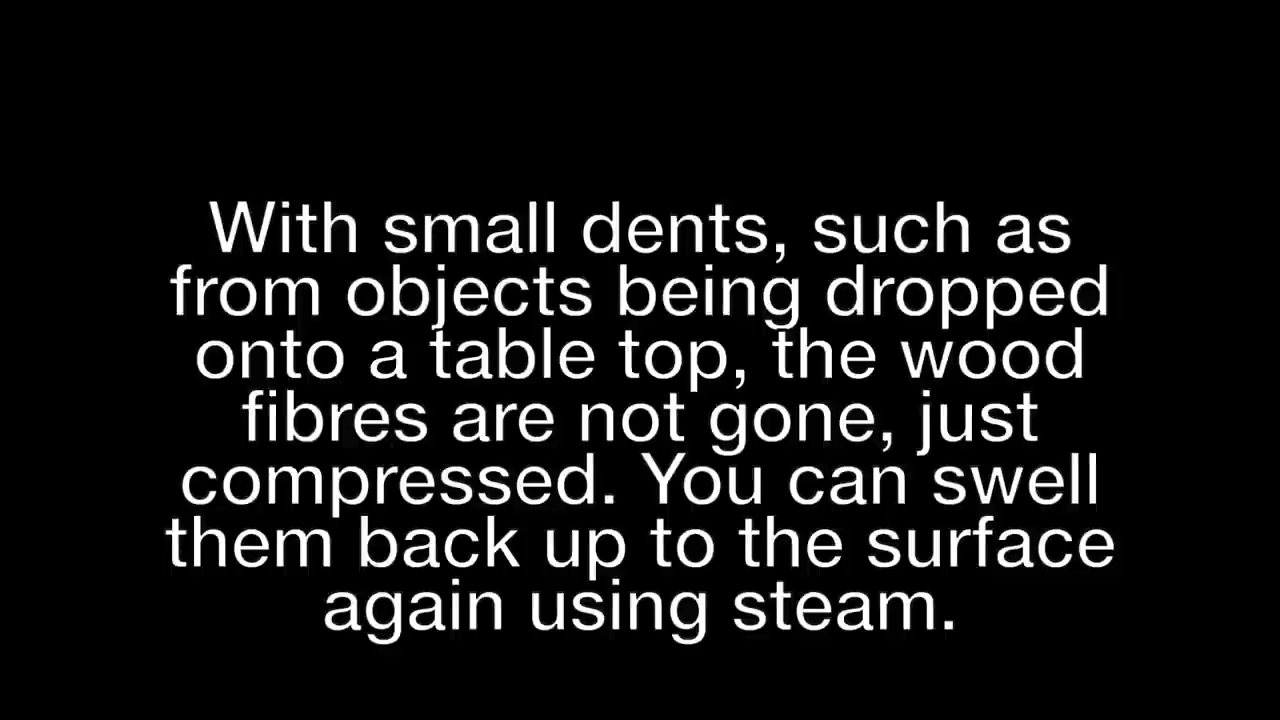 With small dents, such as
from objects being dropped
onto a table top, the wood
fibres are not gone, just
compressed. You can swell
them back up to the surface
again using steam.